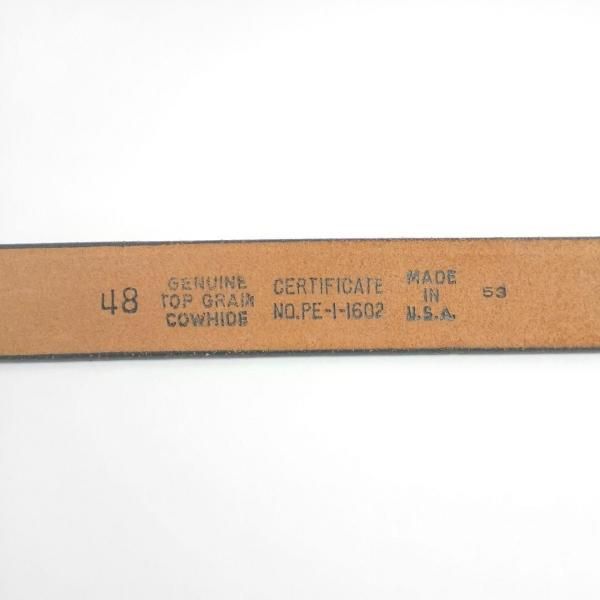 48
GENUINE
TOP GRAIN
COWHIDE
CERTIFICATE
NO.PE-1-1602
MADE
IN
U.S.A.
53